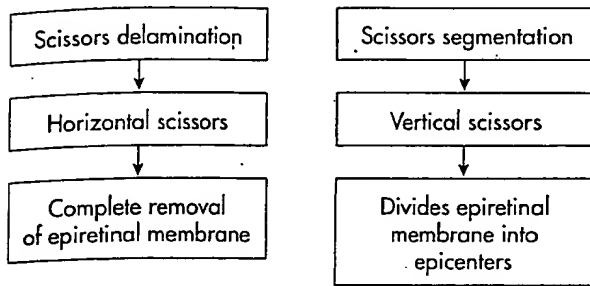 Scissors delamination
Horizontal scissors
Complete removal
of epiretinal membrane
Scissors segmentation
Vertical scissors
Divides epiretinal
membrane into
epicenters